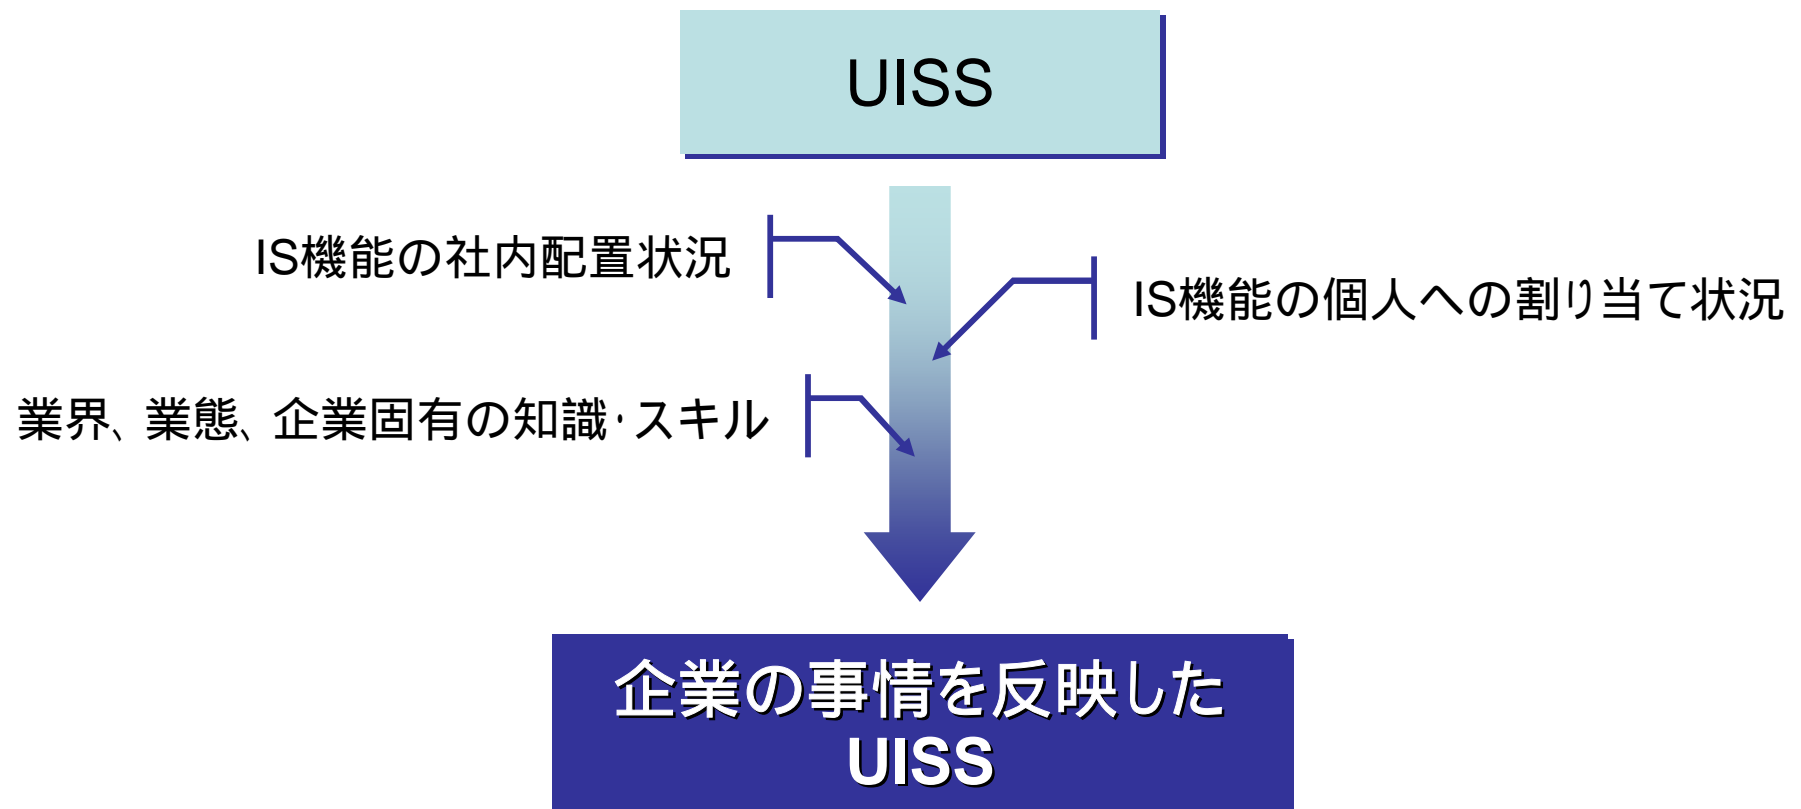 UISS
IS機能の社内配置状況
IS機能の個人への割り当て状況
業界、業態、企業固有の知識・スキル
企業の事情を反映した
UISS